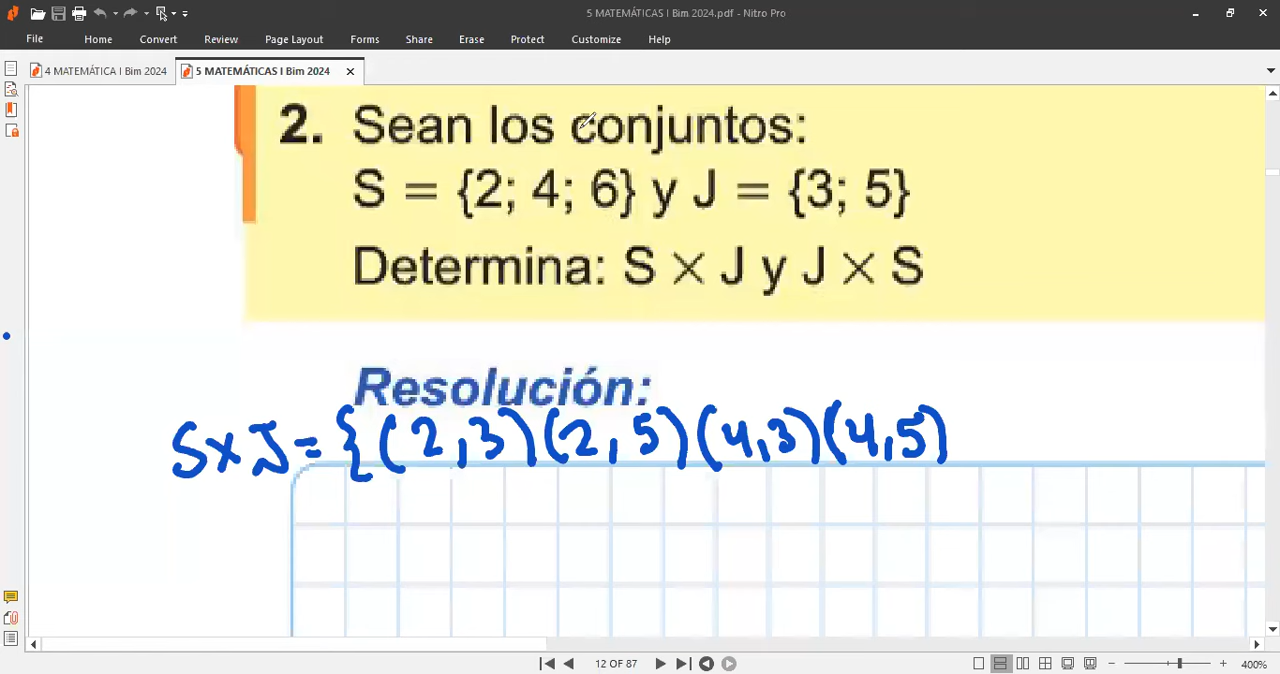 5 MATEMÁTICAS I Bim 2024.pdf - Nitro Pro
File Home Convert Review Page Layout Forms Share Erase Protect Customize Help
4 MATEMÁTICA I Bim 2024 5 MATEMÁTICAS I Bim 2024
2. Sean los conjuntos:
S = {2; 4; 6} y J = {3; 5}
Determina: S × J y J × S
Resolución:
S×J= {(2,3)(2,5)(4,3)(4,5)
12 OF 87 400%